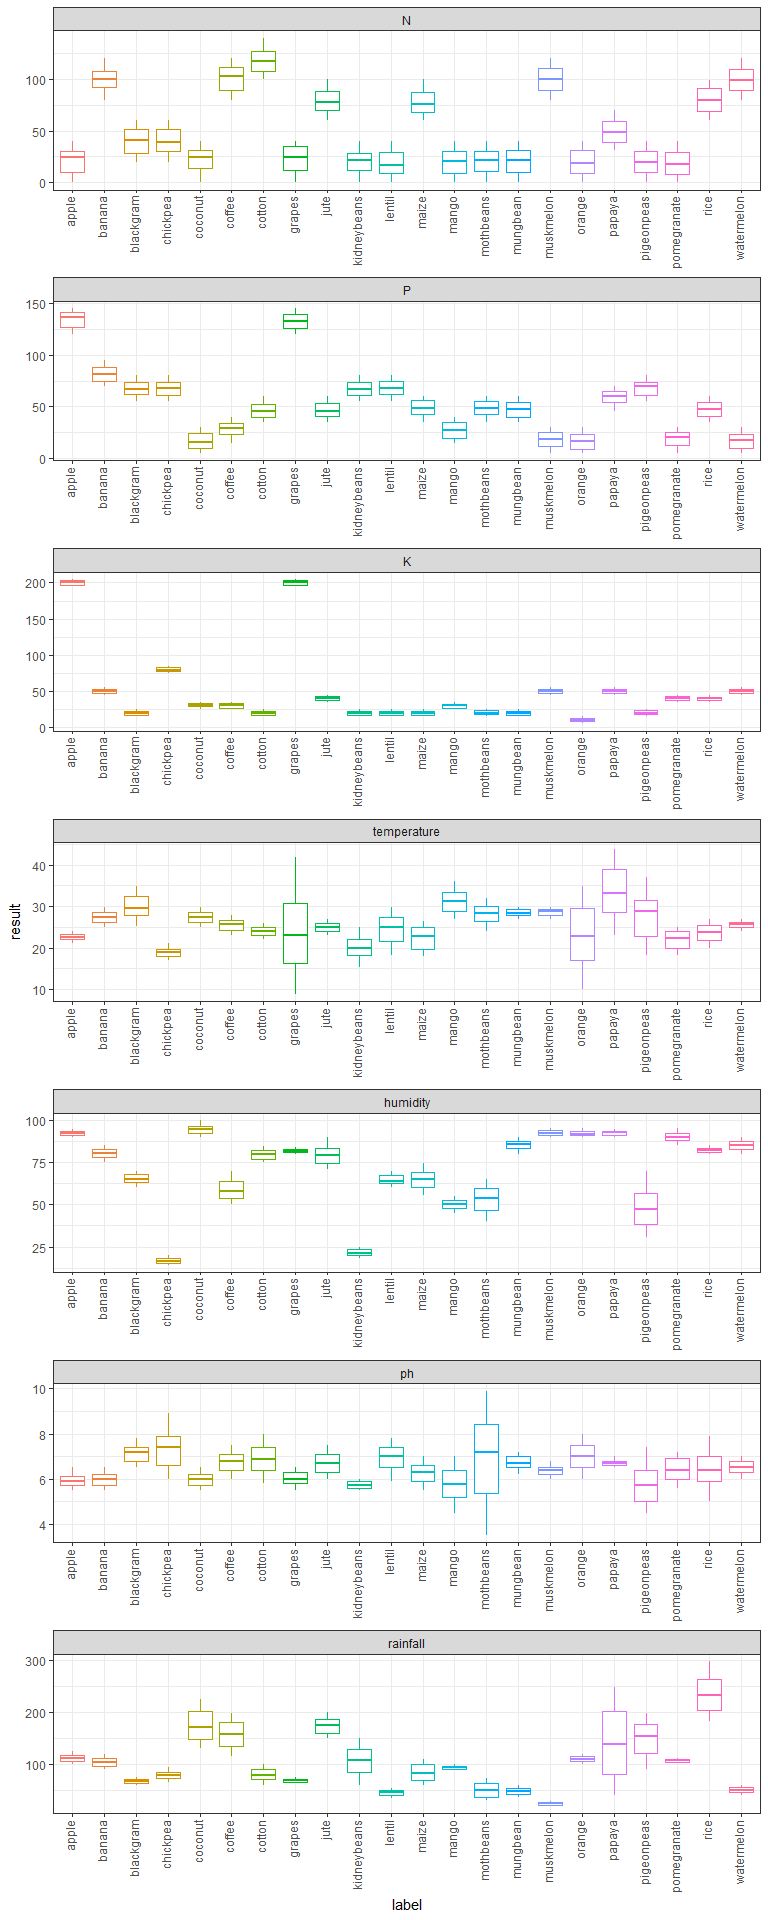 N
100
50
0
apple banana blackgram chickpea coconut coffee cotton grapes jute kidneybeans lentil maize mango mothbeans mungbean muskmelon orange papaya pigeonpeas pomegranate rice watermelon
P
150
100
50
0
apple banana blackgram chickpea coconut coffee cotton grapes jute kidneybeans lentil maize mango mothbeans mungbean muskmelon orange papaya pigeonpeas pomegranate rice watermelon
K
200
150
100
50
0
apple banana blackgram chickpea coconut coffee cotton grapes jute kidneybeans lentil maize mango mothbeans mungbean muskmelon orange papaya pigeonpeas pomegranate rice watermelon
temperature
40
30
20
10
result
apple banana blackgram chickpea coconut coffee cotton grapes jute kidneybeans lentil maize mango mothbeans mungbean muskmelon orange papaya pigeonpeas pomegranate rice watermelon
humidity
100
75
50
25
apple banana blackgram chickpea coconut coffee cotton grapes jute kidneybeans lentil maize mango mothbeans mungbean muskmelon orange papaya pigeonpeas pomegranate rice watermelon
ph
10
8
6
4
apple banana blackgram chickpea coconut coffee cotton grapes jute kidneybeans lentil maize mango mothbeans mungbean muskmelon orange papaya pigeonpeas pomegranate rice watermelon
rainfall
300
200
100
apple banana blackgram chickpea coconut coffee cotton grapes jute kidneybeans lentil maize mango mothbeans mungbean muskmelon orange papaya pigeonpeas pomegranate rice watermelon
label